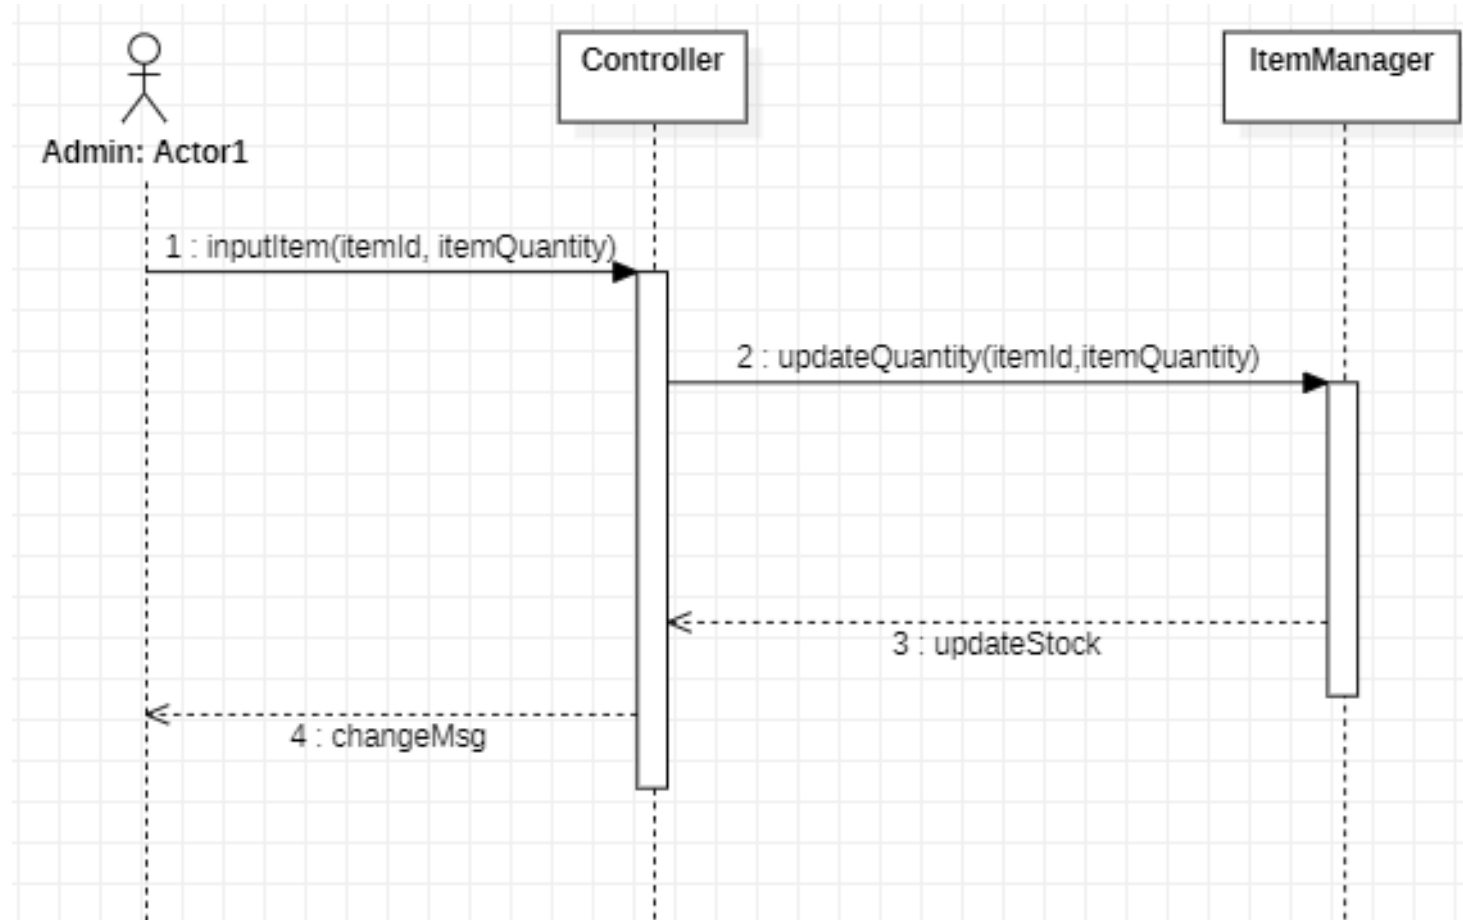 Controller
ItemManager
Admin: Actor1
1 : inputItem(itemId, itemQuantity)
2 : updateQuantity(itemId,itemQuantity)
3 : updateStock
4 : changeMsg